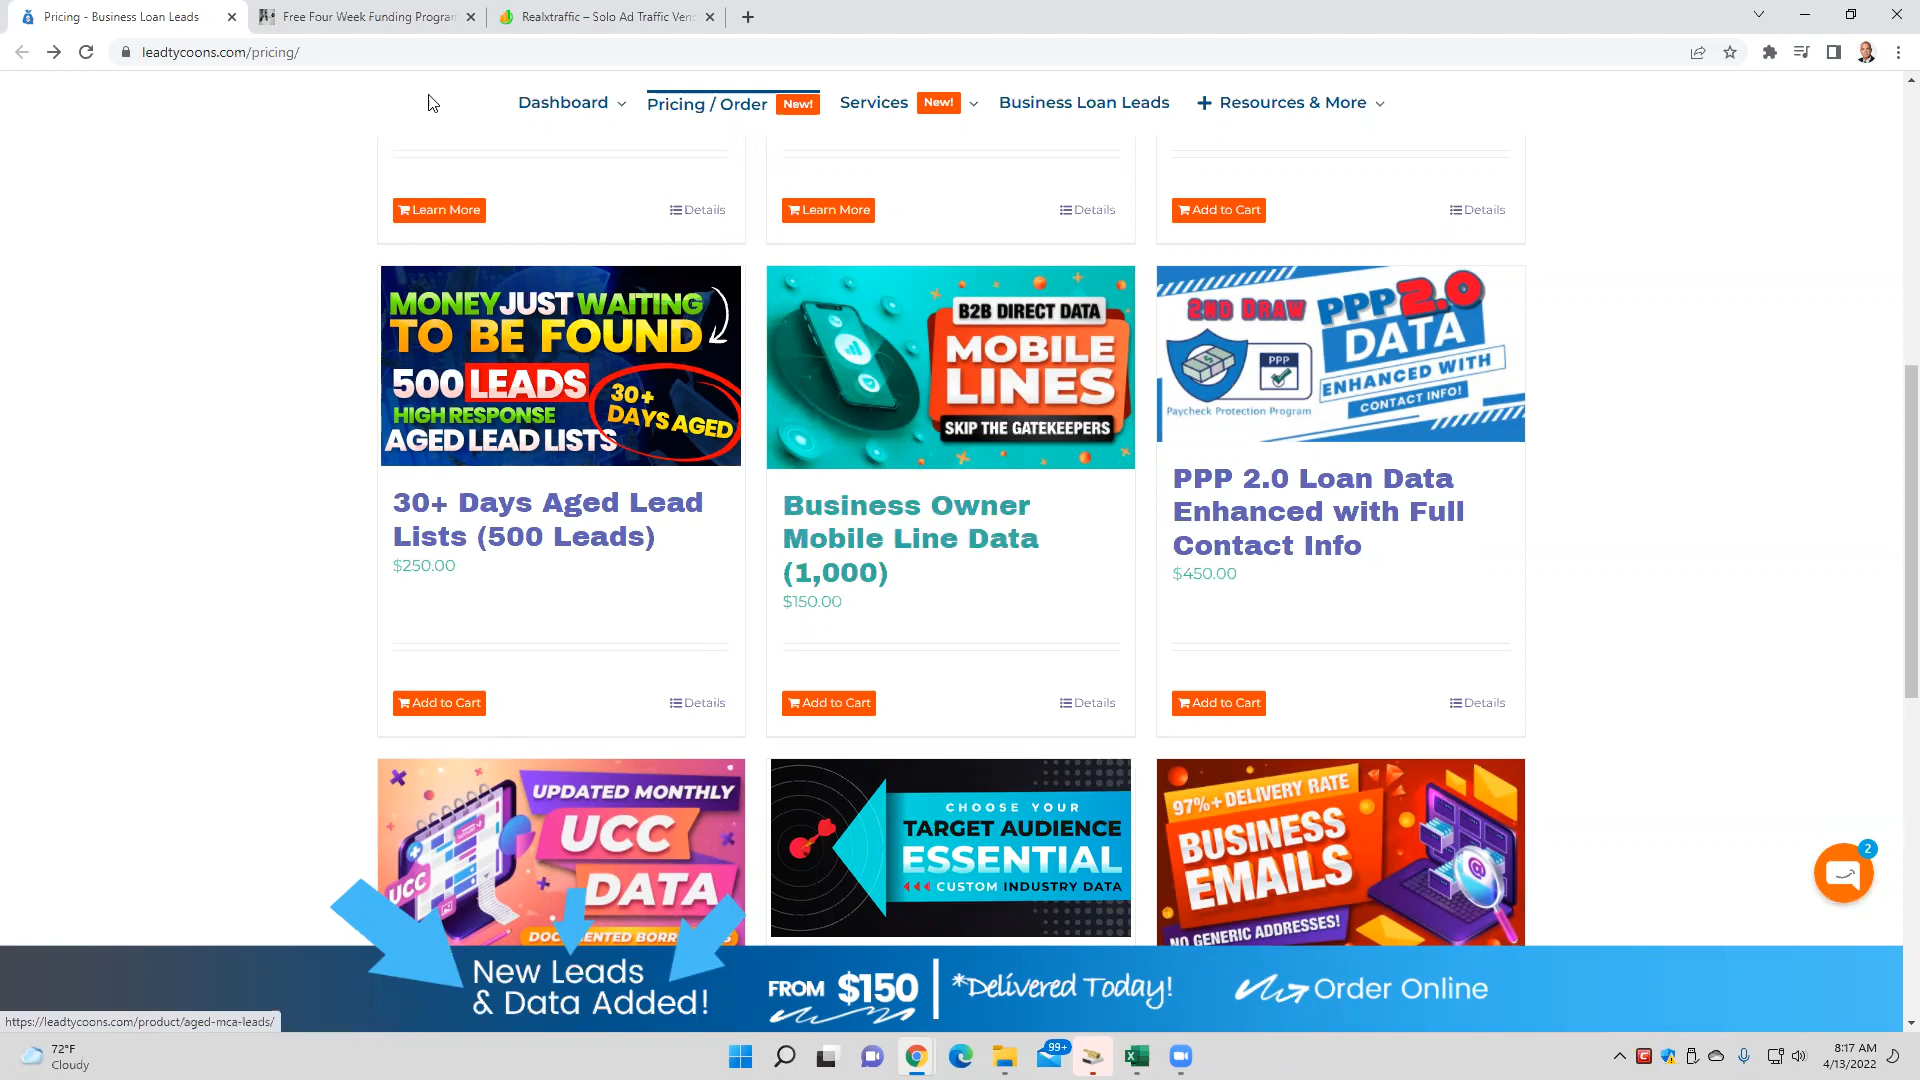 Pricing - Business Loan Leads
Free Four Week Funding Program
Realxtraffic – Solo Ad Traffic Ven
leadtycoons.com/pricing/
Dashboard
Pricing / Order New!
Services New!
Business Loan Leads
Resources & More
Learn More
Details
Learn More
Details
Add to Cart
Details
MONEY JUST WAITING
TO BE FOUND
500 LEADS
HIGH RESPONSE
AGED LEAD LISTS
30+
DAYS AGED
30+ Days Aged Lead
Lists (500 Leads)
$250.00
Add to Cart
Details
B2B DIRECT DATA
MOBILE
LINES
SKIP THE GATEKEEPERS
Business Owner
Mobile Line Data
(1,000)
$150.00
Add to Cart
Details
2ND DRAW
PPP 2.0
DATA
ENHANCED WITH
CONTACT INFO!
PPP
Paycheck Protection Program
PPP 2.0 Loan Data
Enhanced with Full
Contact Info
$450.00
Add to Cart
Details
UPDATED MONTHLY
UCC
DATA
UCC
CHOOSE YOUR
TARGET AUDIENCE
ESSENTIAL
CUSTOM INDUSTRY DATA
97%+ DELIVERY RATE
BUSINESS
EMAILS
NO GENERIC ADDRESSES!
2
New Leads
& Data Added!
FROM $150
*Delivered Today!
Order Online
https://leadtycoons.com/product/aged-mca-leads/
72°F
Cloudy
99+
8:17 AM
4/13/2022